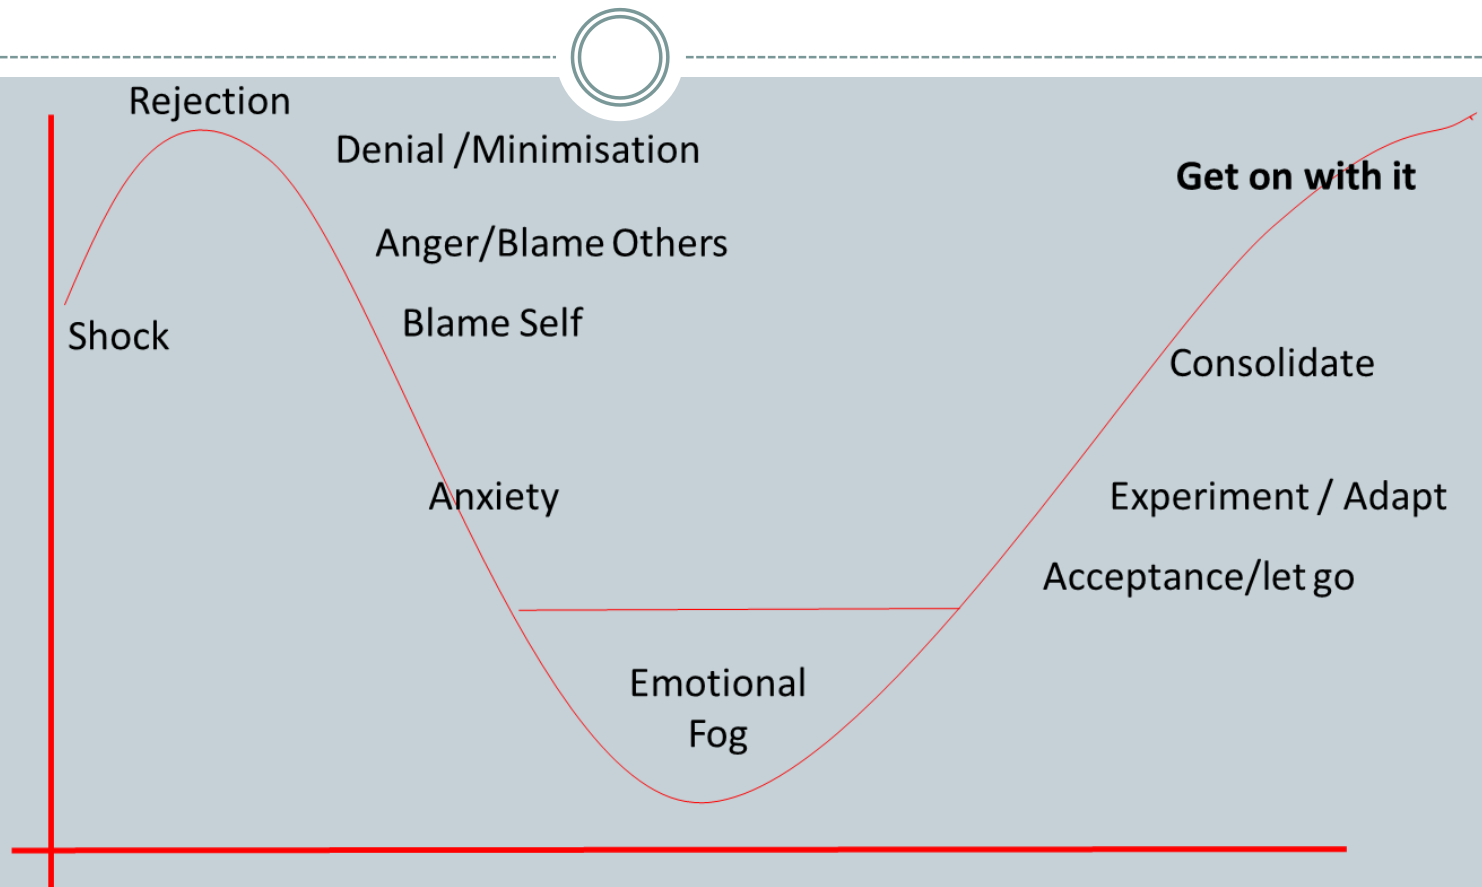 Rejection
Denial /Minimisation
Anger/Blame Others
Blame Self
Shock
Anxiety
Emotional
Fog
Acceptance/let go
Experiment / Adapt
Consolidate
Get on with it